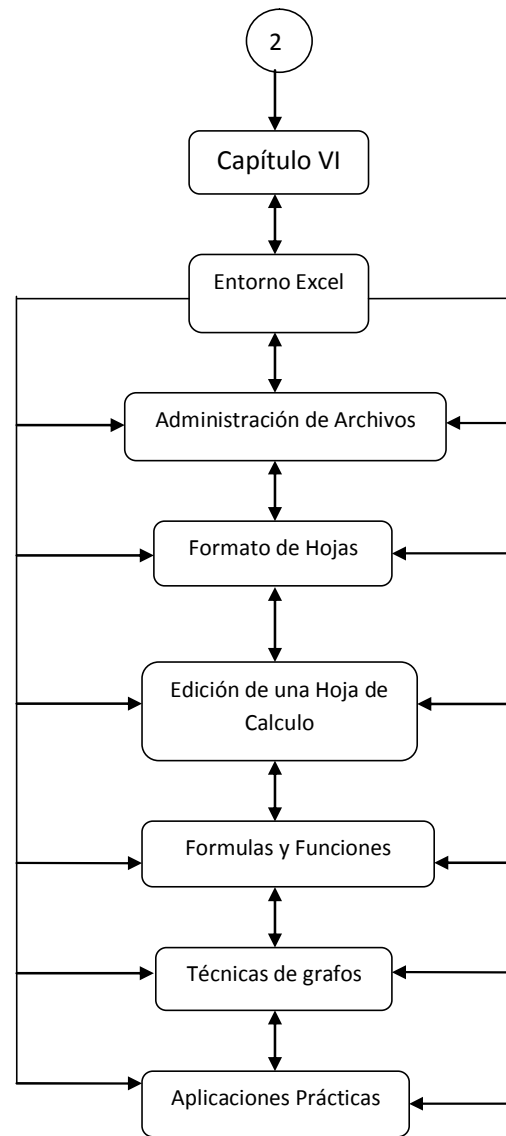 2
Capítulo VI
Entorno Excel
Administración de Archivos
Formato de Hojas
Edición de una Hoja de
Calculo
Formulas y Funciones
Técnicas de grafos
Aplicaciones Prácticas